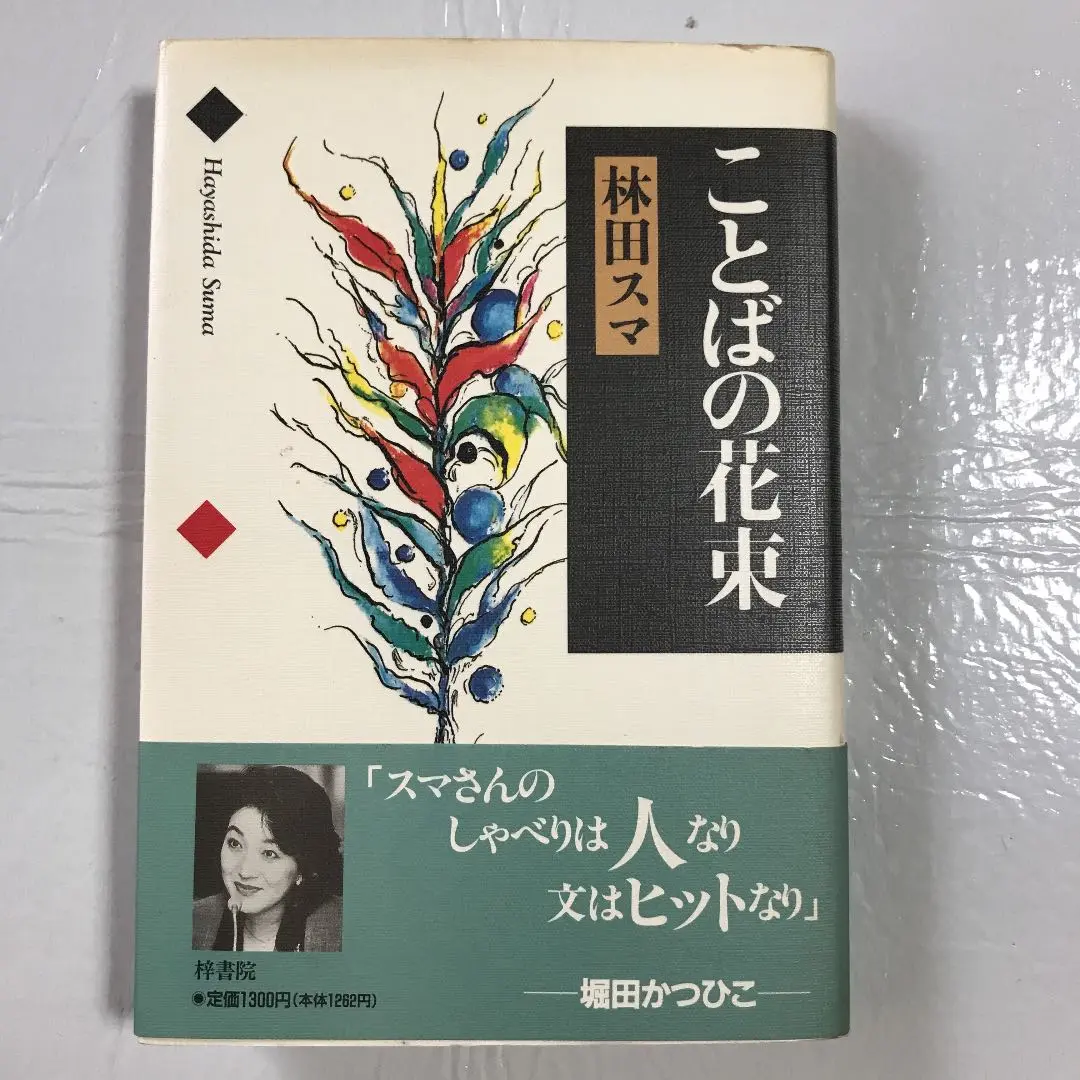 ことばの花束
林田スマ
Hayashida Suma
「スマさんの
しゃべりは人なり
文はヒットなり」
堀田かつひこ
梓書院
●定価1300円(本体1262円)